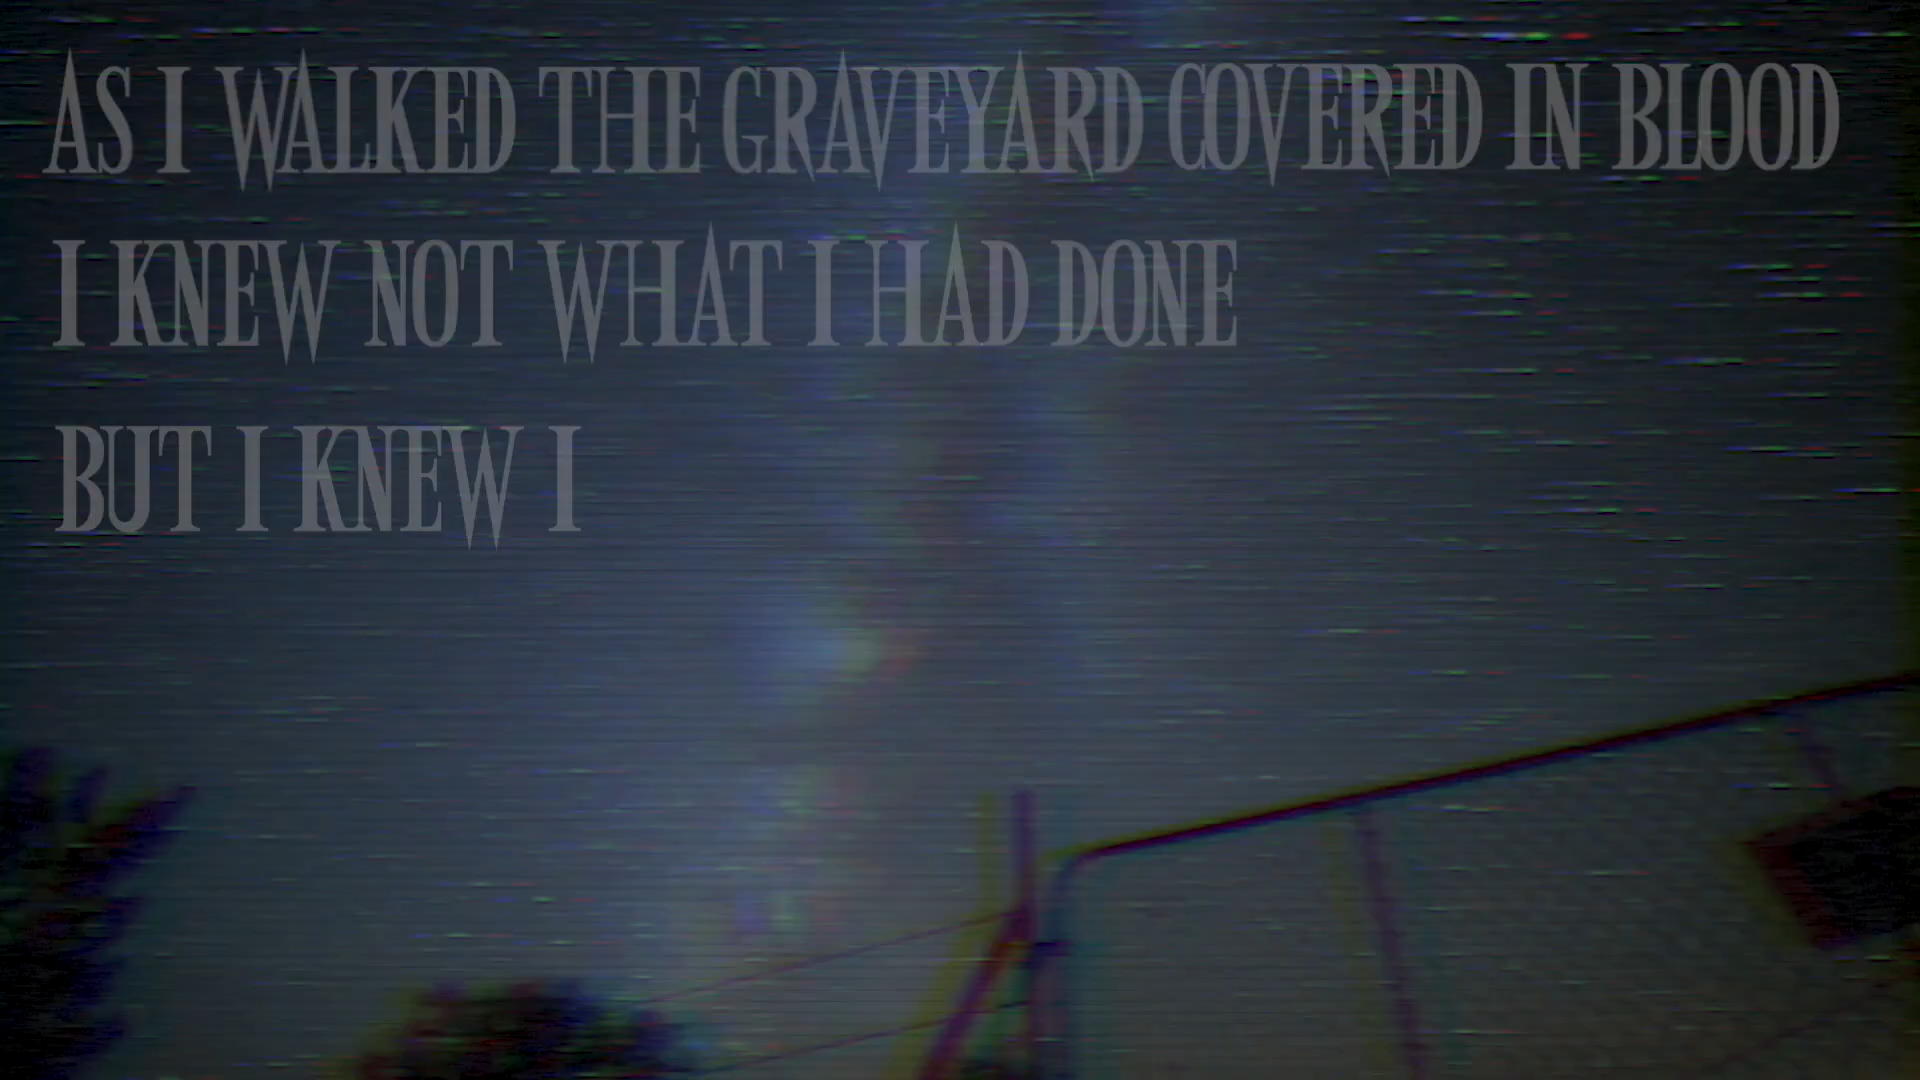 AS I WALKED THE GRAVEYARD COVERED IN BLOOD
I KNEW NOT WHAT I HAD DONE
BUT I KNEW I